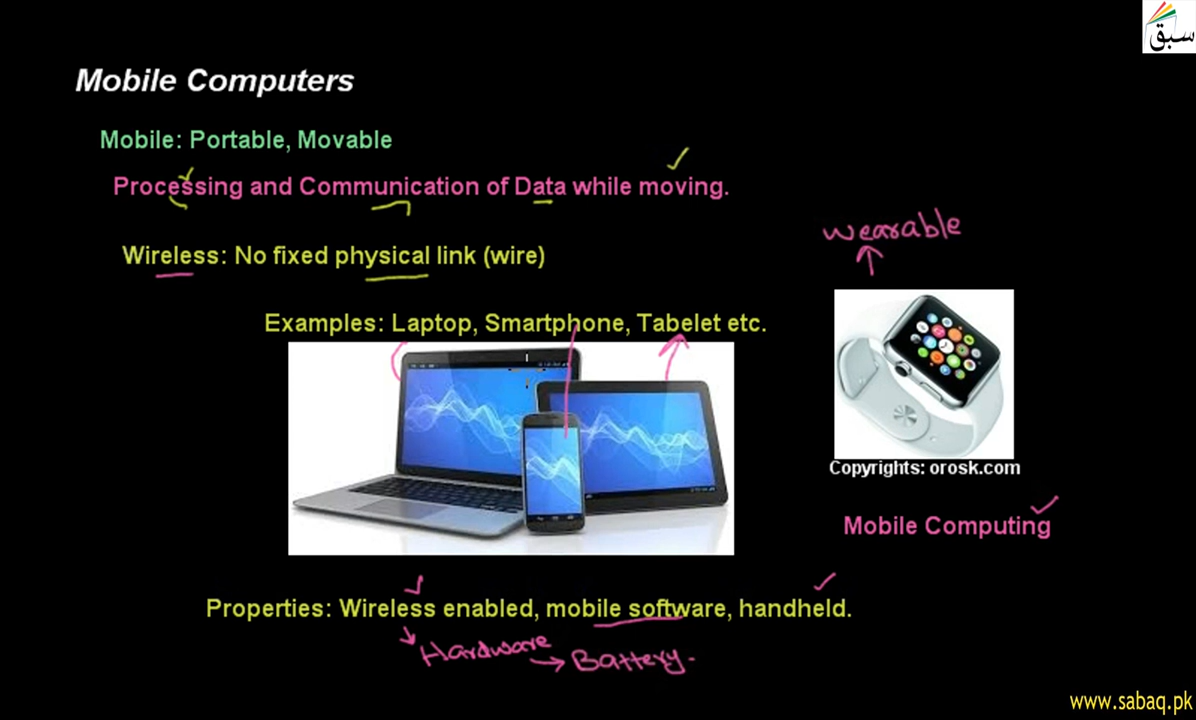 سبق
Mobile Computers
Mobile: Portable, Movable
Processing and Communication of Data while moving.
wearable
Wireless: No fixed physical link (wire)
Examples: Laptop, Smartphone, Tabelet etc.
Copyrights: orosk.com
Mobile Computing
Properties: Wireless enabled, mobile software, handheld.
Hardware → Battery.
www.sabaq.pk